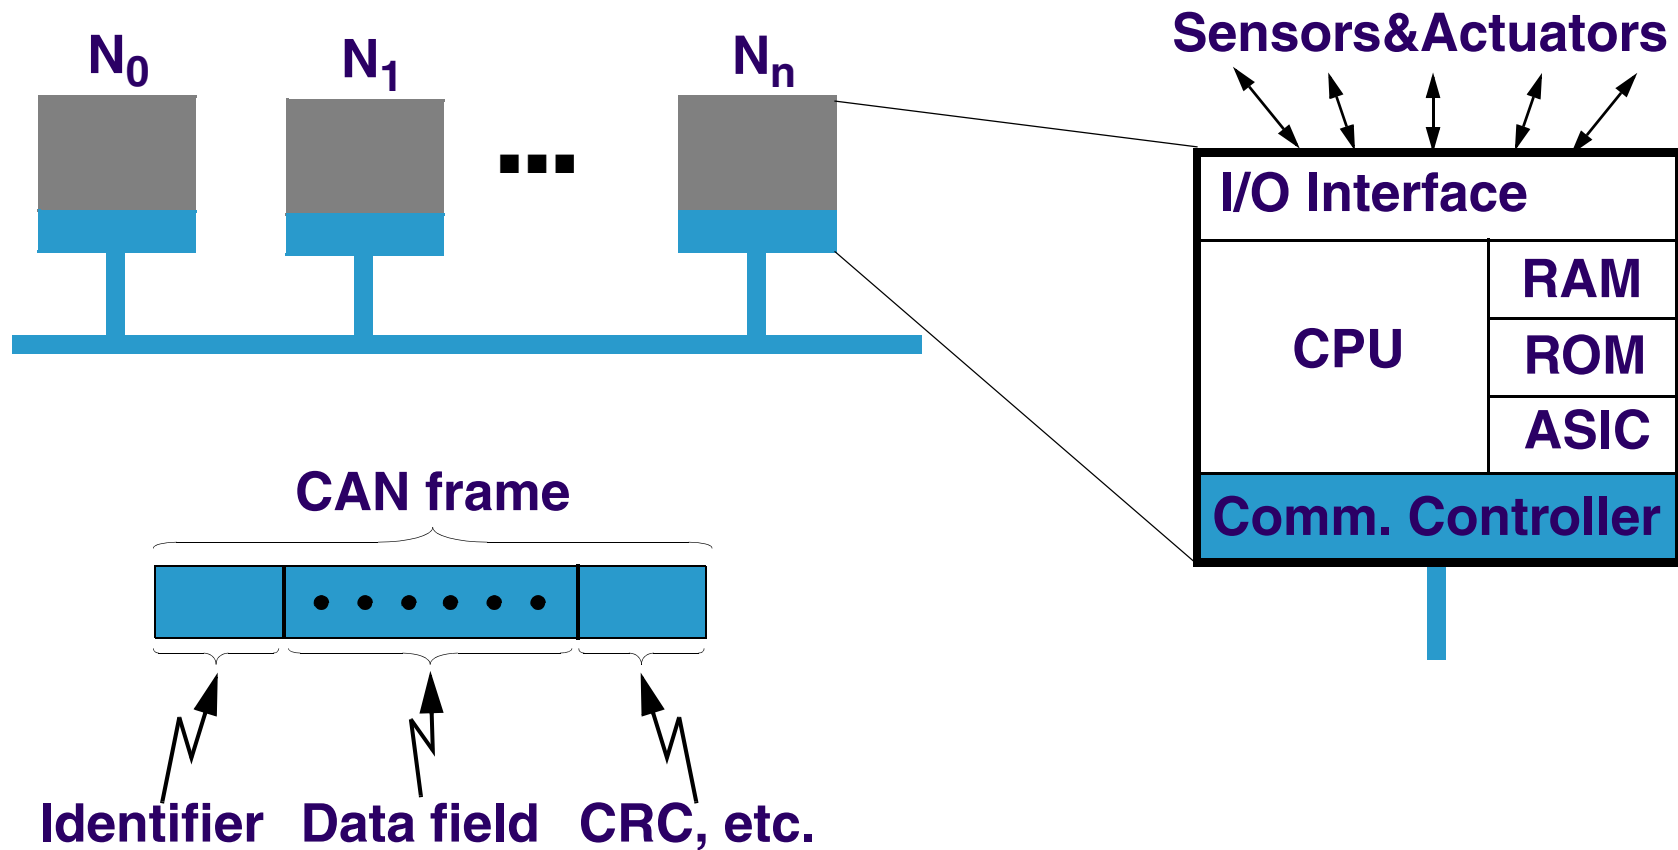 N0
N1
Nn
Sensors&Actuators
I/O Interface
CPU
RAM
ROM
ASIC
Comm. Controller
CAN frame
Identifier
Data field
CRC, etc.